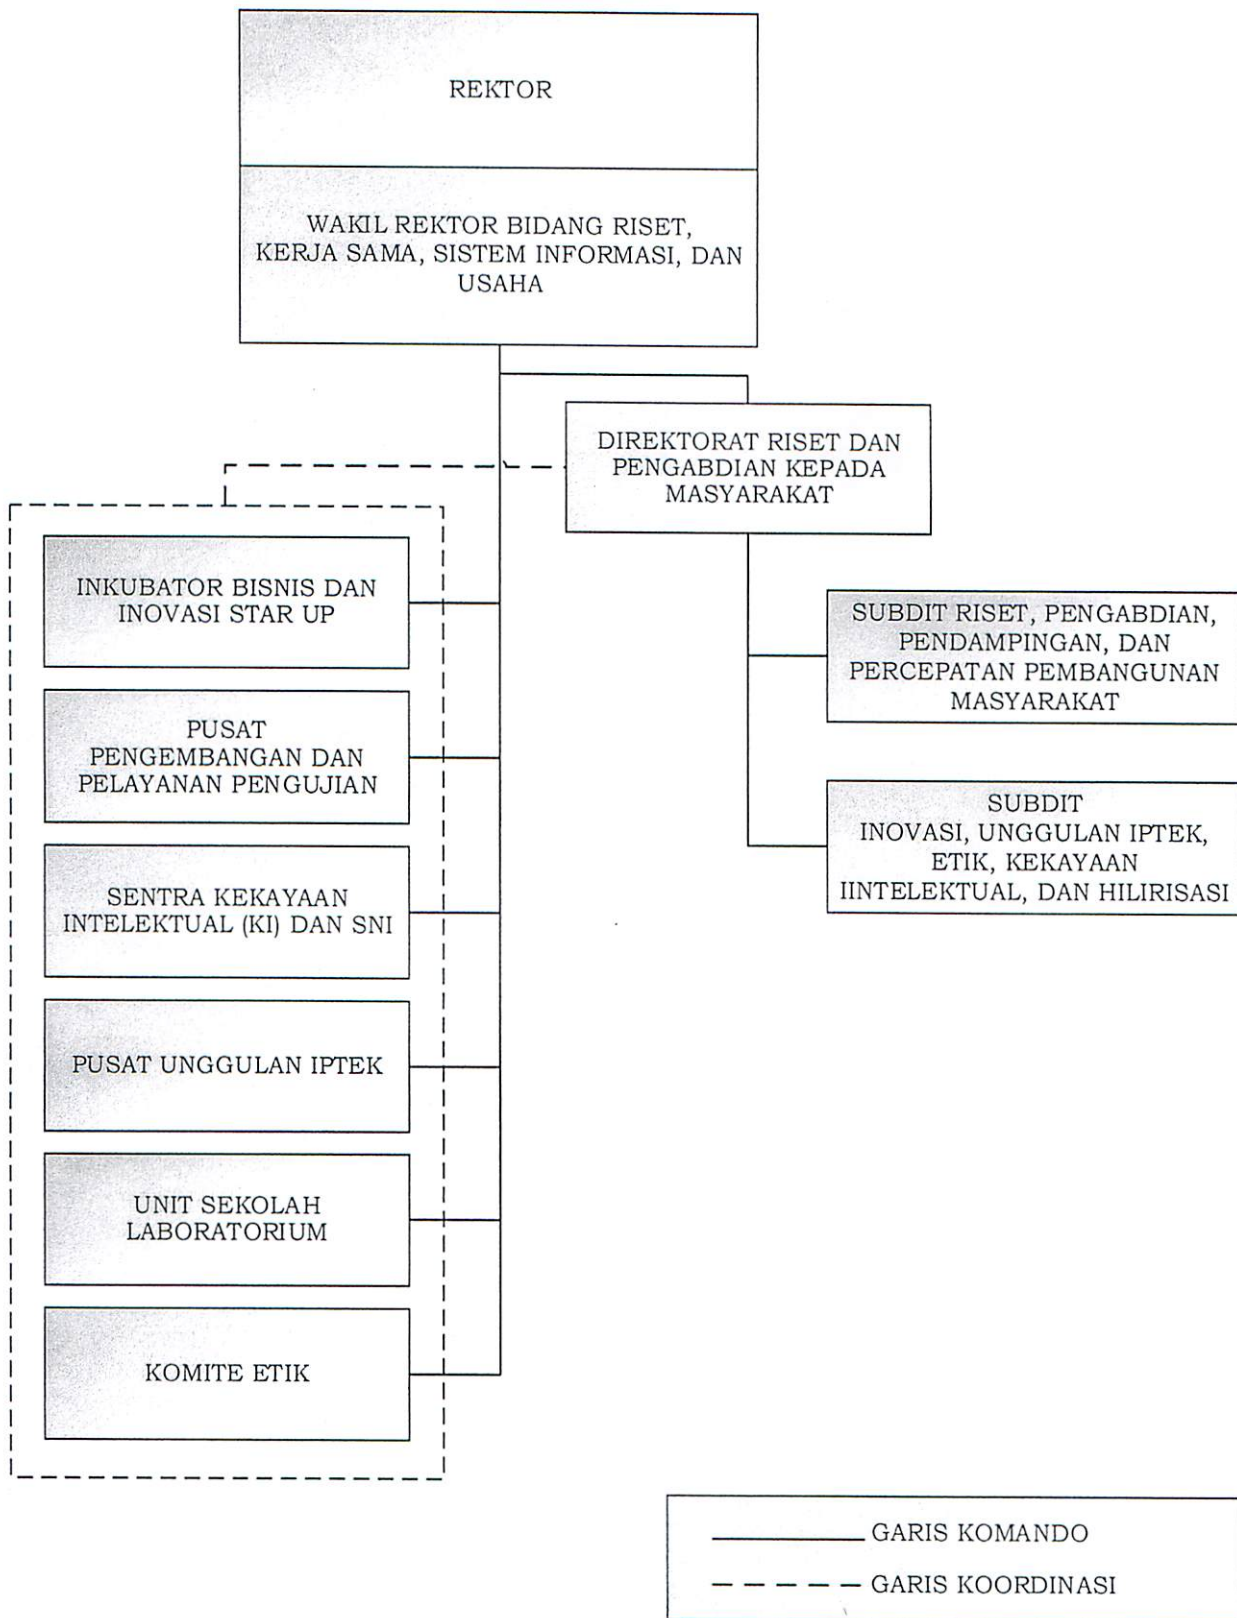 REKTOR
WAKIL REKTOR BIDANG RISET,
KERJA SAMA, SISTEM INFORMASI, DAN
USAHA
DIREKTORAT RISET DAN
PENGABDIAN KEPADA
MASYARAKAT
INKUBATOR BISNIS DAN
INOVASI STAR UP
PUSAT
PENGEMBANGAN DAN
PELAYANAN PENGUJIAN
SENTRA KEKAYAAN
INTELEKTUAL (KI) DAN SNI
PUSAT UNGGULAN IPTEK
UNIT SEKOLAH
LABORATORIUM
KOMITE ETIK
SUBDIT RISET, PENGABDIAN,
PENDAMPINGAN, DAN
PERCEPATAN PEMBANGUNAN
MASYARAKAT
SUBDIT
INOVASI, UNGGULAN IPTEK,
ETIK, KEKAYAAN
IINTELEKTUAL, DAN HILIRISASI
GARIS KOMANDO
GARIS KOORDINASI